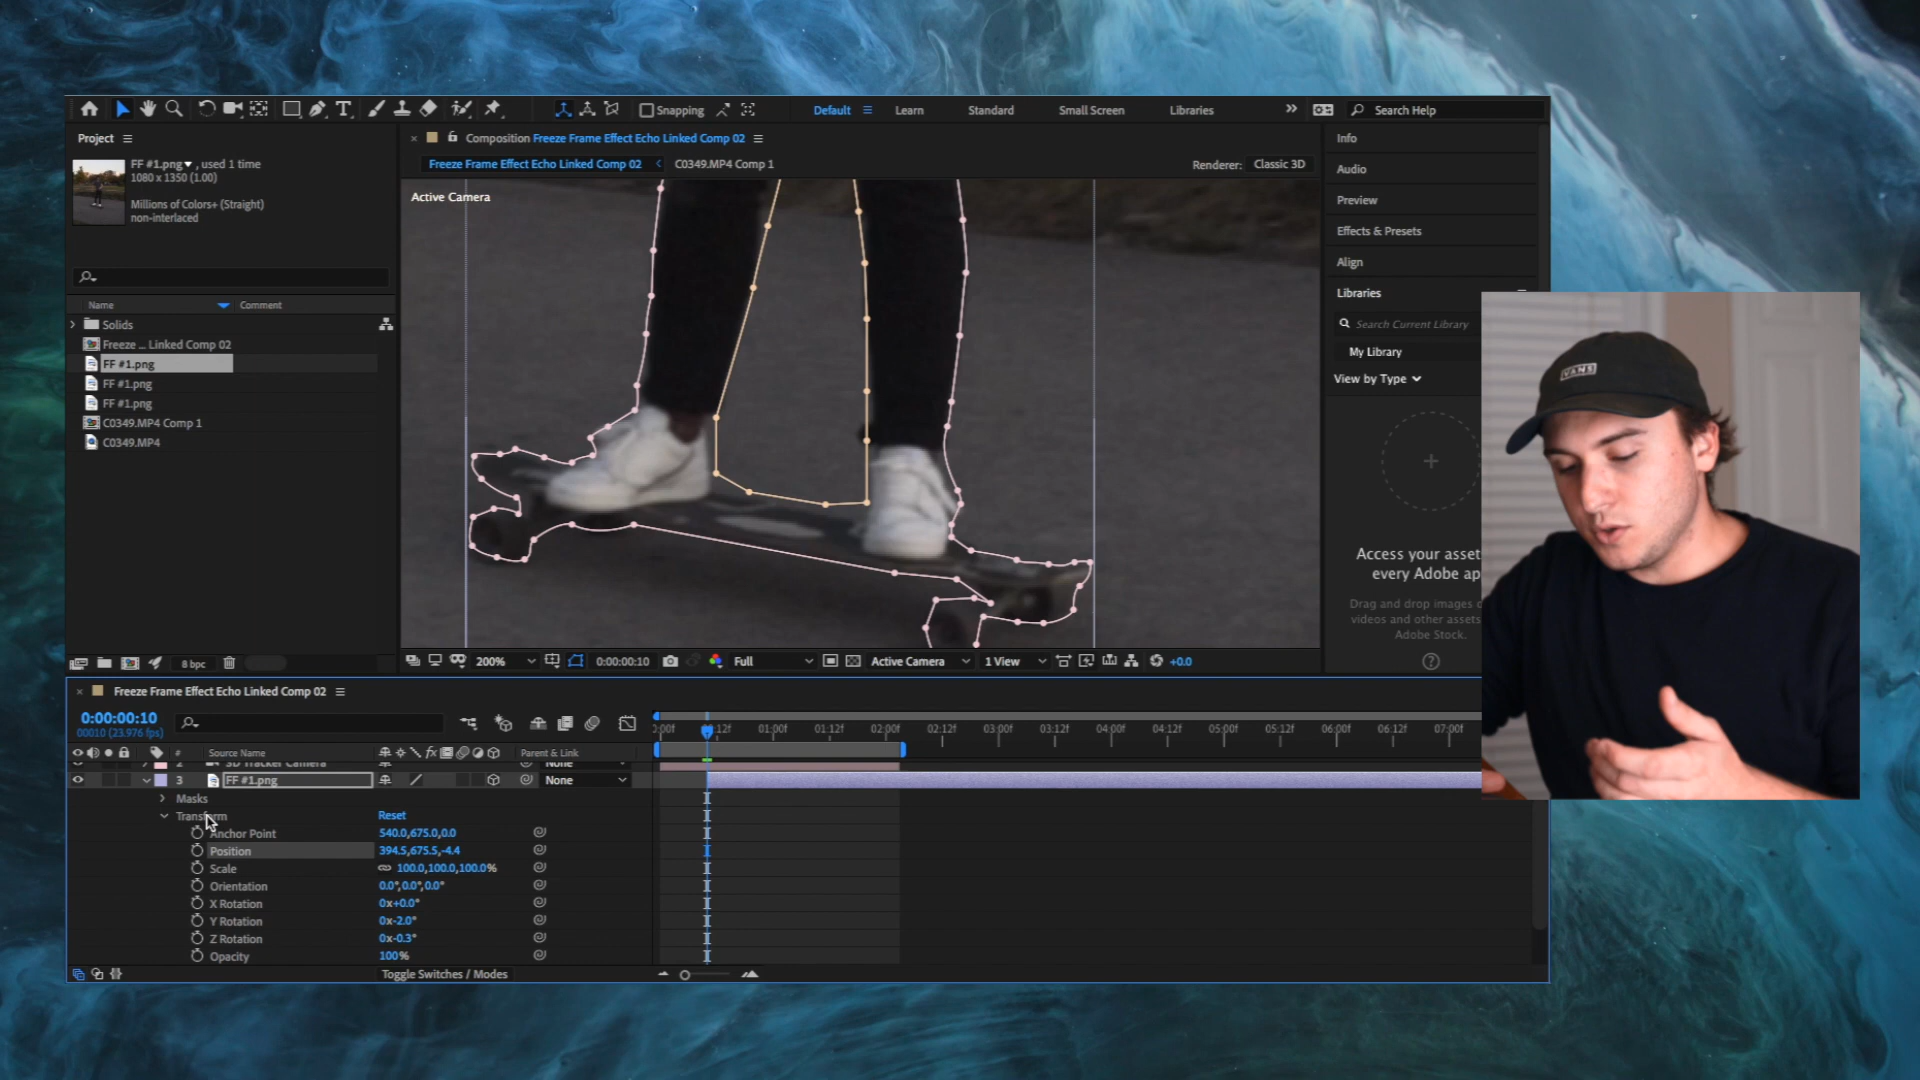 Snapping
Default
Learn
Standard
Small Screen
Libraries
Search Help
Project
Composition Freeze Frame Effect Echo Linked Comp 02
Info
FF #1.png , used 1 time
1080 x 1350 (1.00)
Millions of Colors+ (Straight)
non-interlaced
Freeze Frame Effect Echo Linked Comp 02
C0349.MP4 Comp 1
Renderer:
Classic 3D
Active Camera
Audio
Preview
Effects & Presets
Align
Libraries
Search Current Library
My Library
View by Type
Name
Comment
Solids
Freeze ... Linked Comp 02
FF #1.png
FF #1.png
FF #1.png
C0349.MP4 Comp 1
C0349.MP4
VANS
Access your asset
every Adobe ap
Drag and drop images
videos and other assets
Adobe Stock.
8 bpc
200%
0:00:00:10
Full
Active Camera
1 View
+0.0
Freeze Frame Effect Echo Linked Comp 02
0:00:00:10
00010 (23.976 fps)
:00f
:12f
01:00f
01:12f
02:00f
02:12f
03:00f
03:12f
04:00f
04:12f
05:00f
05:12f
06:00f
06:12f
07:00f
#
Source Name
fx
Parent & Link
2
3D Tracker Camera
None
3
FF #1.png
None
Masks
Transform
Reset
Anchor Point
540.0,675.0,0.0
Position
394.5,675.5,-4.4
Scale
100.0,100.0,100.0%
Orientation
0.0°,0.0°,0.0°
X Rotation
0x+0.0°
Y Rotation
0x-2.0°
Z Rotation
0x-0.3°
Opacity
100%
Toggle Switches / Modes